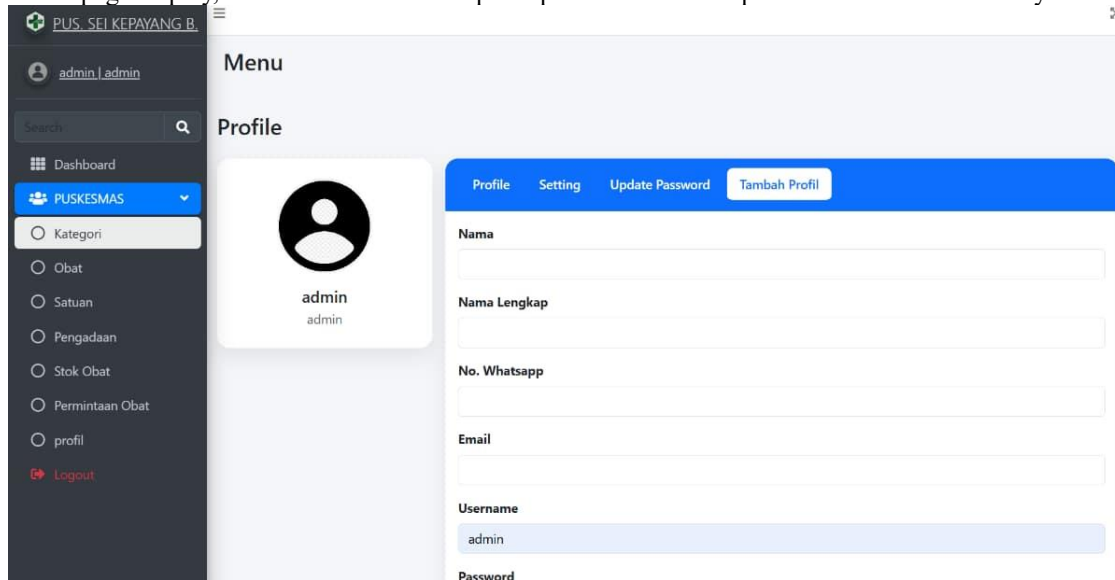 PUS. SEI KEPAYANG B.
admin | admin
Search
Dashboard
PUSKESMAS
Kategori
Obat
Satuan
Pengadaan
Stok Obat
Permintaan Obat
profil
Logout
Menu
Profile
admin
admin
Profile Setting Update Password Tambah Profil
Nama
Nama Lengkap
No. Whatsapp
Email
Username
admin
Password